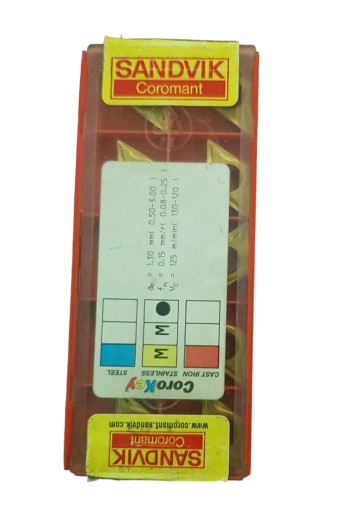 SANDVIK
Coromant
aₚ = 1.30 mm( 0.50-3.00 )
fₙ = 0.15 mm/r( 0.08-0.25 )
v꜀ = 125 m/min( 130-120 )
M
M
STEEL
STAINLESS
CAST IRON
CoroKey
www.coromant.sandvik.com
Coromant
SANDVIK